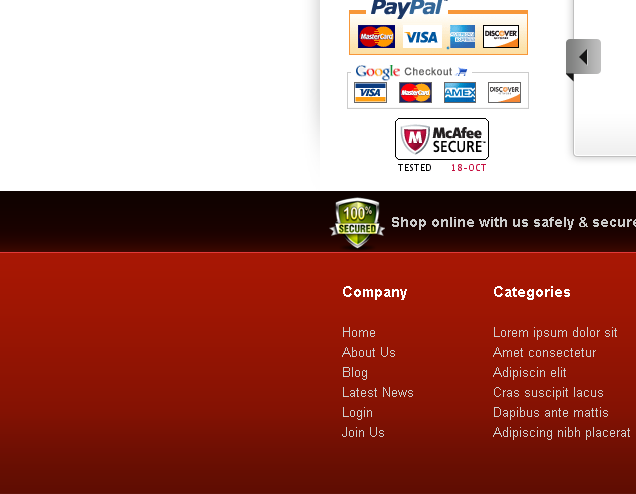 PayPal
MasterCard VISA DISCOVER
Google Checkout
VISA MasterCard AMEX DISCOVER
McAfee
SECURE
TESTED 18-OCT
100%
SECURED
Shop online with us safely & secure
Company
Home
About Us
Blog
Latest News
Login
Join Us
Categories
Lorem ipsum dolor sit
Amet consectetur
Adipiscin elit
Cras suscipit lacus
Dapibus ante mattis
Adipiscing nibh placerat